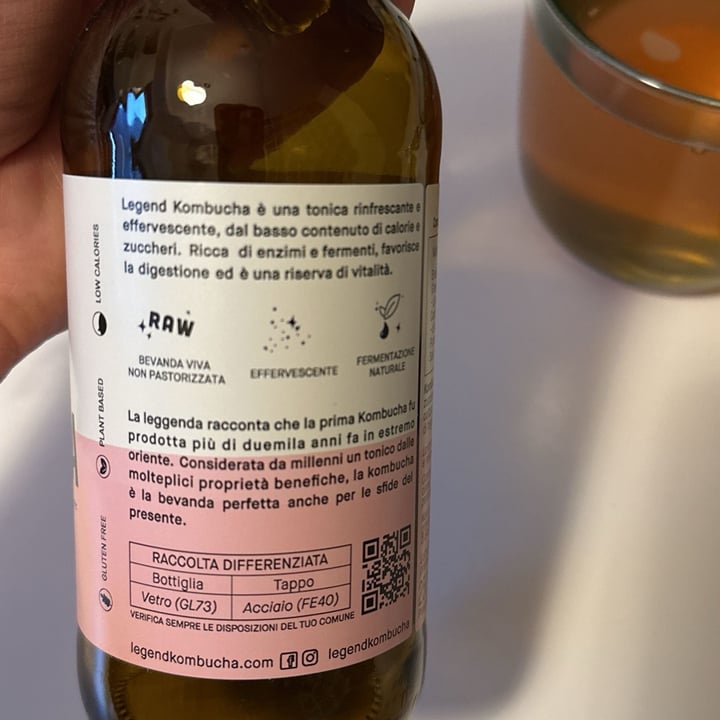 Legend Kombucha è una tonica rinfrescante e
effervescente, dal basso contenuto di calorie e
zuccheri. Ricca di enzimi e fermenti, favorisce
la digestione ed è una riserva di vitalità.
RAW
BEVANDA VIVA
NON PASTORIZZATA
EFFERVESCENTE
FERMENTAZIONE
NATURALE
La leggenda racconta che la prima Kombucha fu
prodotta più di duemila anni fa in estremo
oriente. Considerata da millenni un tonico dalle
molteplici proprietà benefiche, la kombucha
è la bevanda perfetta anche per le sfide del
presente.
RACCOLTA DIFFERENZIATA
Bottiglia Tappo
Vetro (GL73) Acciaio (FE40)
VERIFICA SEMPRE LE DISPOSIZIONI DEL TUO COMUNE
legendkombucha.com legendkombucha
LOW CALORIES
PLANT BASED
GLUTEN FREE